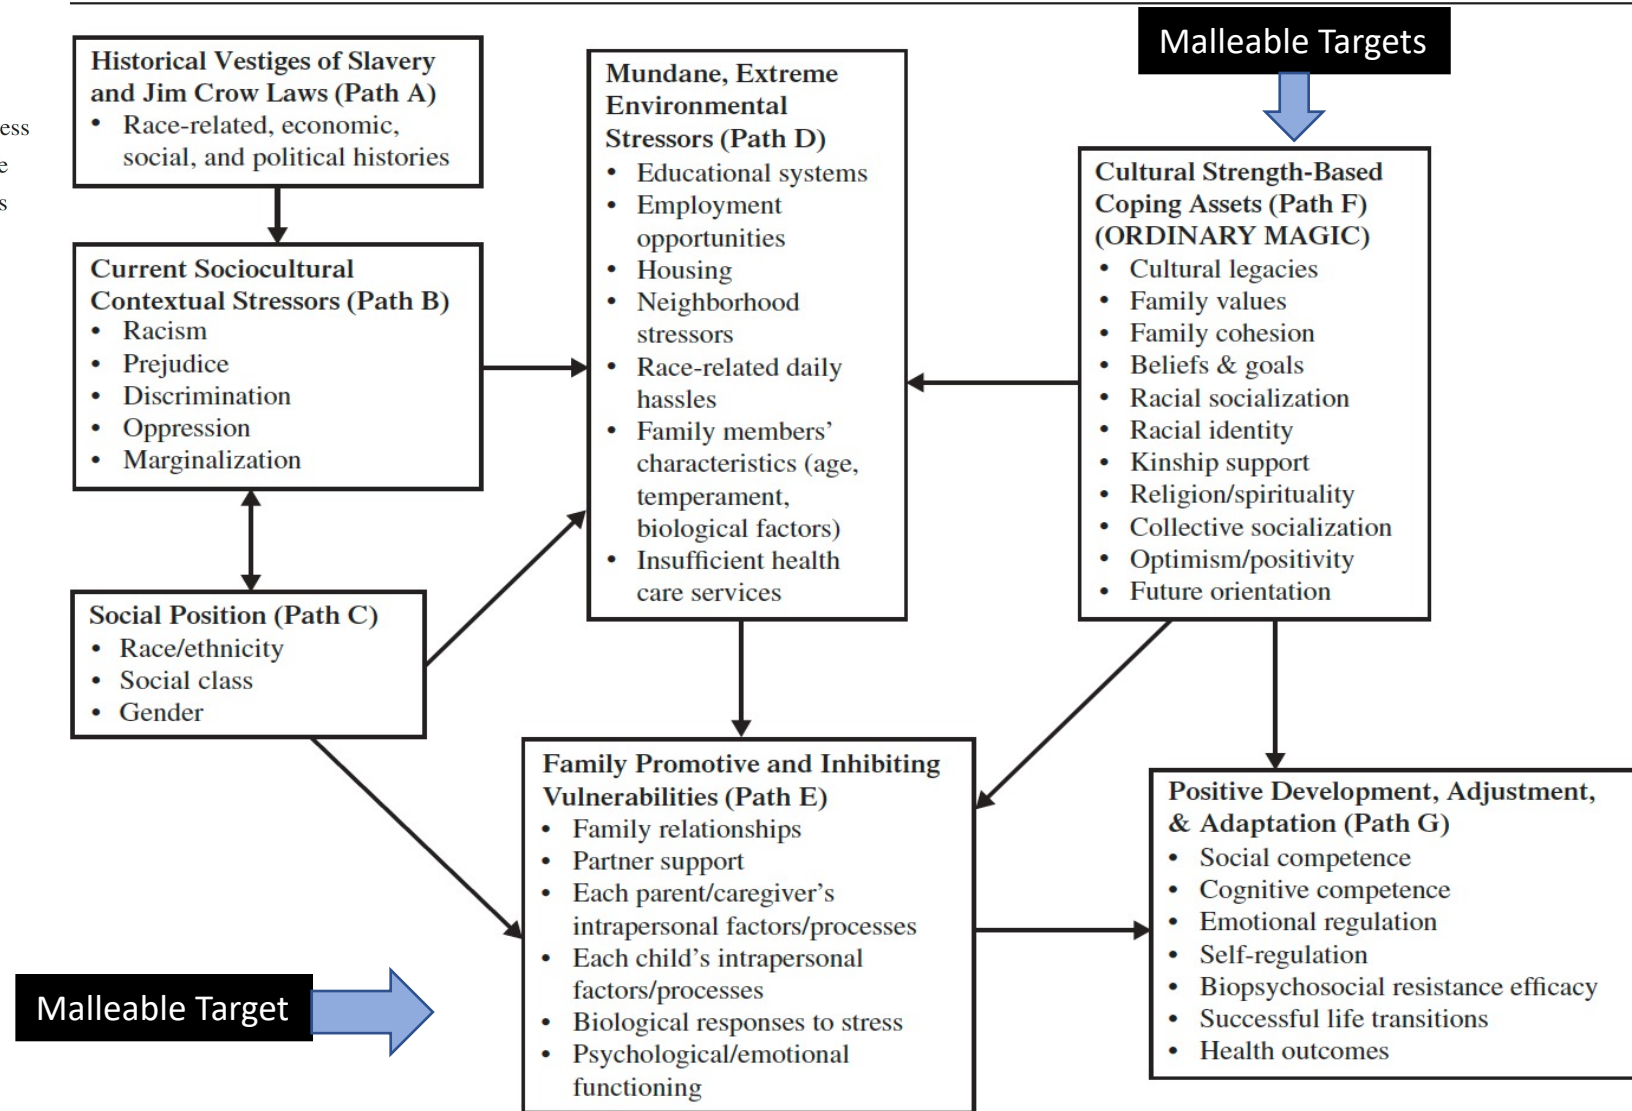 ess
e
s
Historical Vestiges of Slavery
and Jim Crow Laws (Path A)
• Race-related, economic,
social, and political histories
Current Sociocultural
Contextual Stressors (Path B)
• Racism
• Prejudice
• Discrimination
• Oppression
• Marginalization
Social Position (Path C)
• Race/ethnicity
• Social class
• Gender
Mundane, Extreme
Environmental
Stressors (Path D)
• Educational systems
• Employment
opportunities
• Housing
• Neighborhood
stressors
• Race-related daily
hassles
• Family members’
characteristics (age,
temperament,
biological factors)
• Insufficient health
care services
Malleable Targets
Cultural Strength-Based
Coping Assets (Path F)
(ORDINARY MAGIC)
• Cultural legacies
• Family values
• Family cohesion
• Beliefs & goals
• Racial socialization
• Racial identity
• Kinship support
• Religion/spirituality
• Collective socialization
• Optimism/positivity
• Future orientation
Malleable Target
Family Promotive and Inhibiting
Vulnerabilities (Path E)
• Family relationships
• Partner support
• Each parent/caregiver’s
intrapersonal factors/processes
• Each child’s intrapersonal
factors/processes
• Biological responses to stress
• Psychological/emotional
functioning
Positive Development, Adjustment,
& Adaptation (Path G)
• Social competence
• Cognitive competence
• Emotional regulation
• Self-regulation
• Biopsychosocial resistance efficacy
• Successful life transitions
• Health outcomes